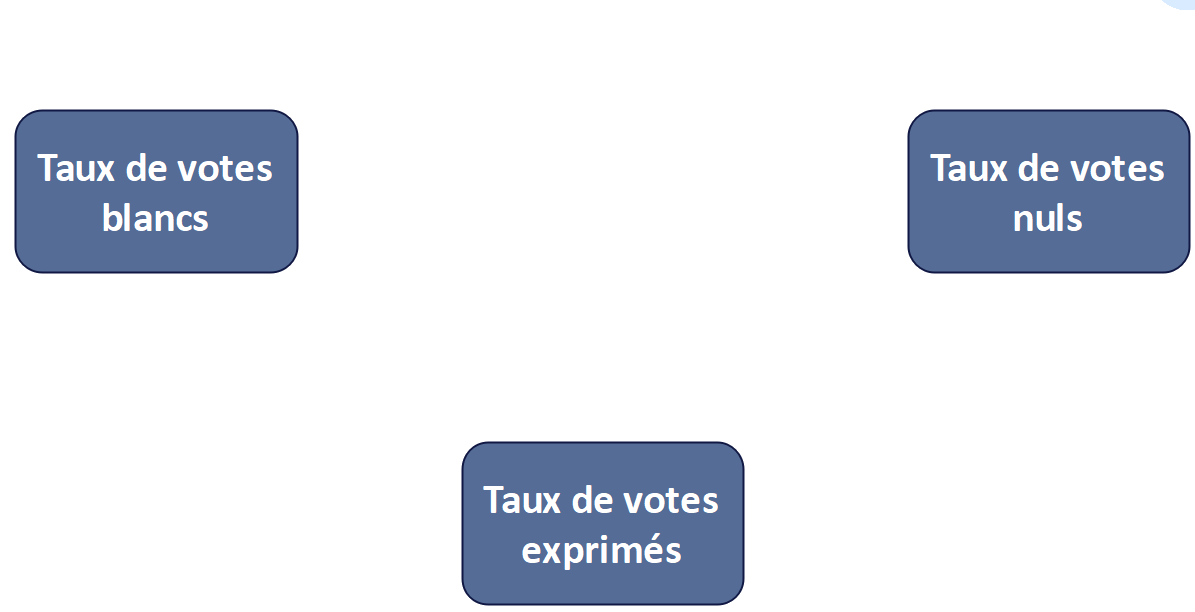 Taux de votes
blancs
Taux de votes
nuls
Taux de votes
exprimés